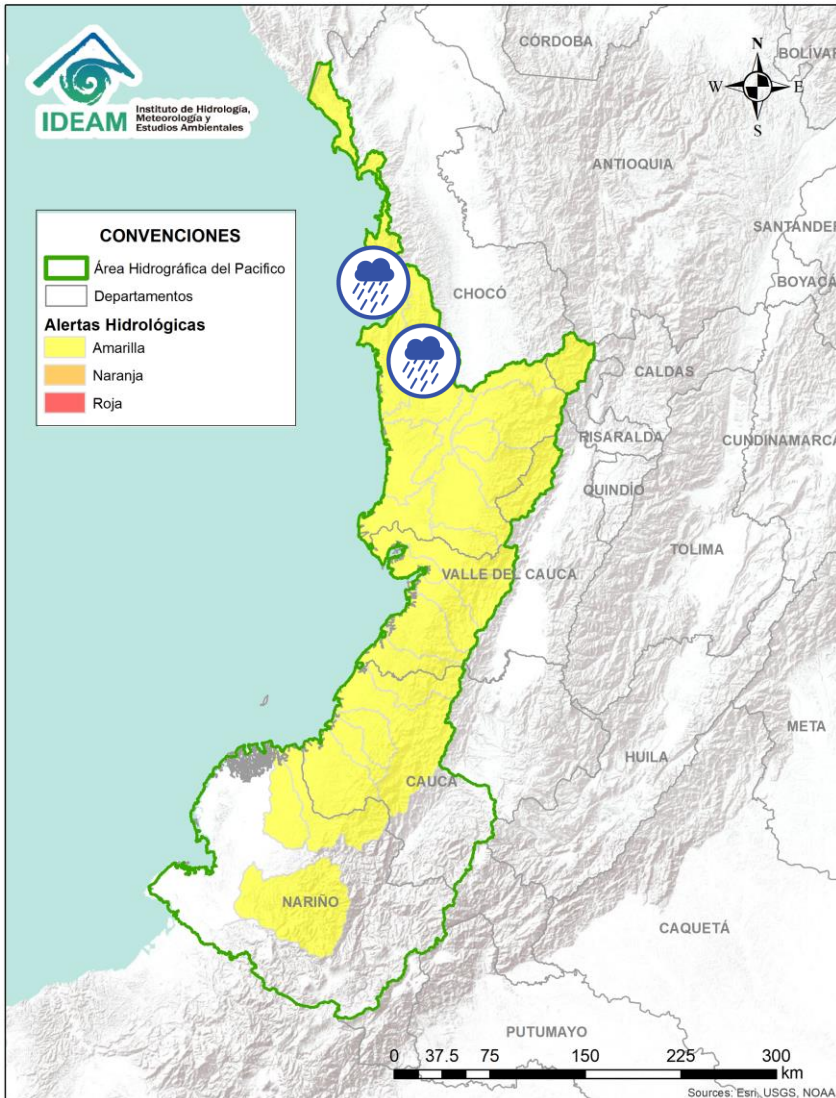 IDEAM
Instituto de Hidrología,
Meteorología y
Estudios Ambientales
CÓRDOBA
BOLÍVAR
N
W
E
S
ANTIOQUIA
SANTANDER
BOYACÁ
CONVENCIONES
Área Hidrográfica del Pacifico
Departamentos
Alertas Hidrológicas
Amarilla
Naranja
Roja
CHOCÓ
CALDAS
RISARALDA
CUNDINAMARCA
QUINDÍO
TOLIMA
VALLE DEL CAUCA
META
HUILA
CAUCA
NARIÑO
CAQUETÁ
PUTUMAYO
0 37.5 75 150 225 300
km
Sources: Esri, USGS, NOAA